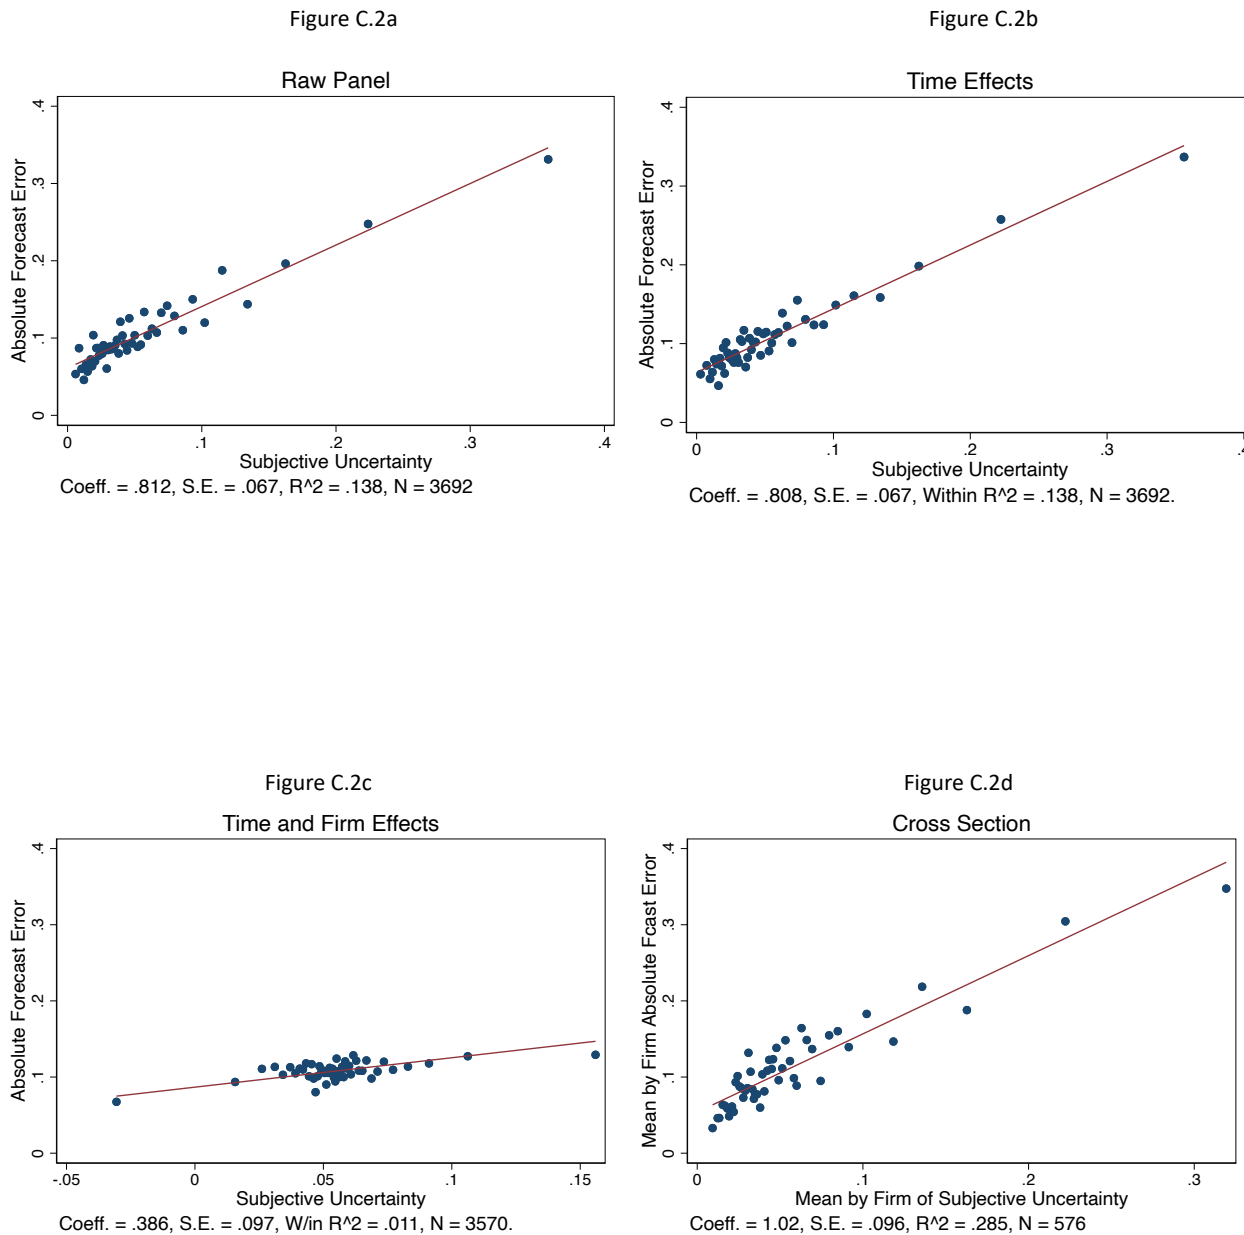 Figure C.2a
Raw Panel
Absolute Forecast Error
.4
.3
.2
.1
0
0 .1 .2 .3 .4
Subjective Uncertainty
Coeff. = .812, S.E. = .067, R^2 = .138, N = 3692
Figure C.2b
Time Effects
Absolute Forecast Error
.4
.3
.2
.1
0
0 .1 .2 .3 .4
Subjective Uncertainty
Coeff. = .808, S.E. = .067, Within R^2 = .138, N = 3692.
Figure C.2c
Time and Firm Effects
Absolute Forecast Error
.4
.3
.2
.1
0
-.05 0 .05 .1 .15
Subjective Uncertainty
Coeff. = .386, S.E. = .097, W/in R^2 = .011, N = 3570.
Figure C.2d
Cross Section
Mean by Firm Absolute Fcast Error
.4
.3
.2
.1
0
0 .1 .2 .3
Mean by Firm of Subjective Uncertainty
Coeff. = 1.02, S.E. = .096, R^2 = .285, N = 576